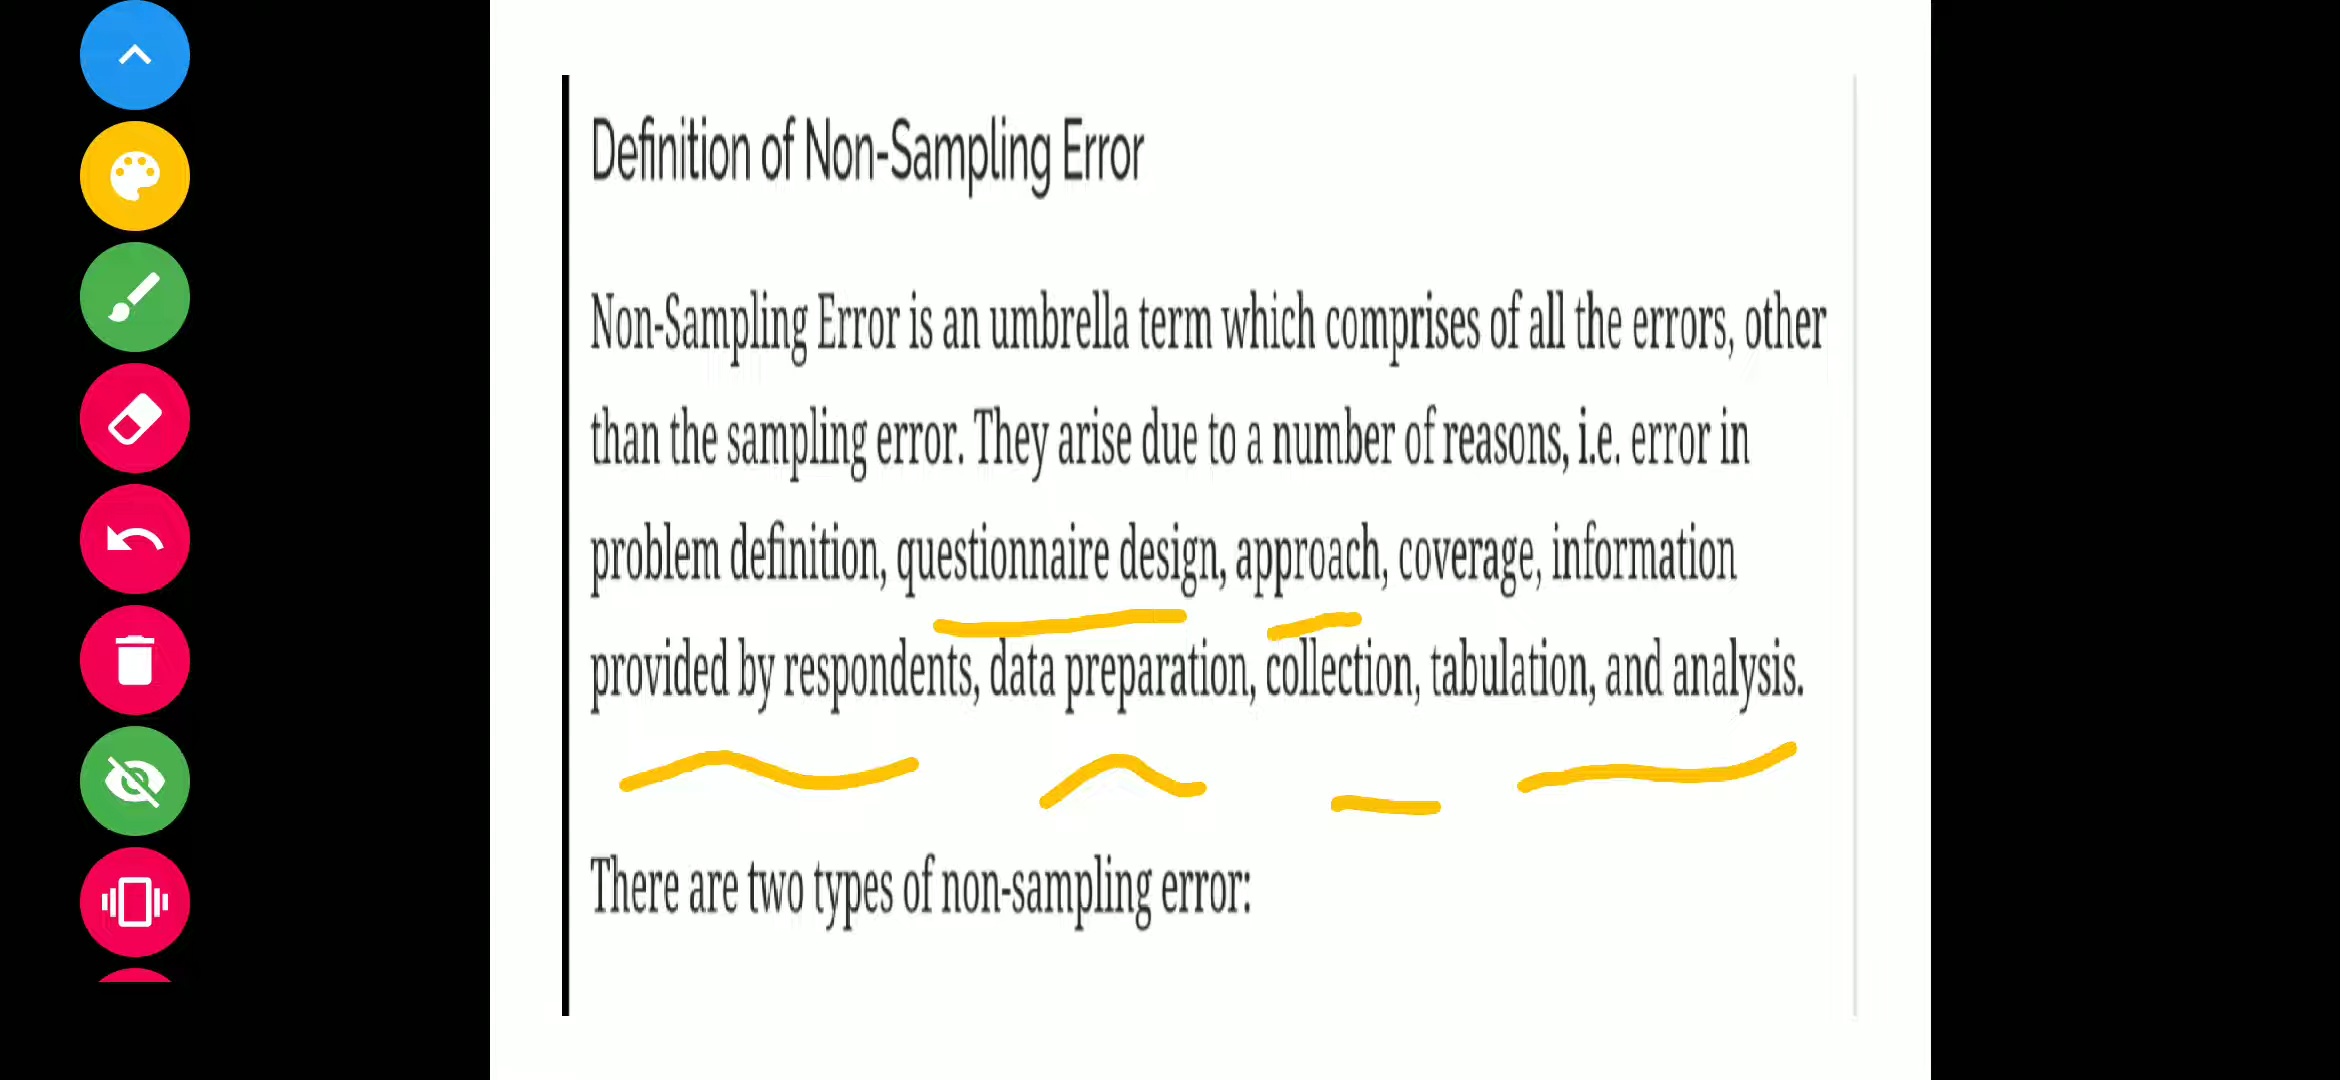 Definition of Non-Sampling Error
Non-Sampling Error is an umbrella term which comprises of all the errors, other
than the sampling error. They arise due to a number of reasons, i.e. error in
problem definition, questionnaire design, approach, coverage, information
provided by respondents, data preparation, collection, tabulation, and analysis.
There are two types of non-sampling error: